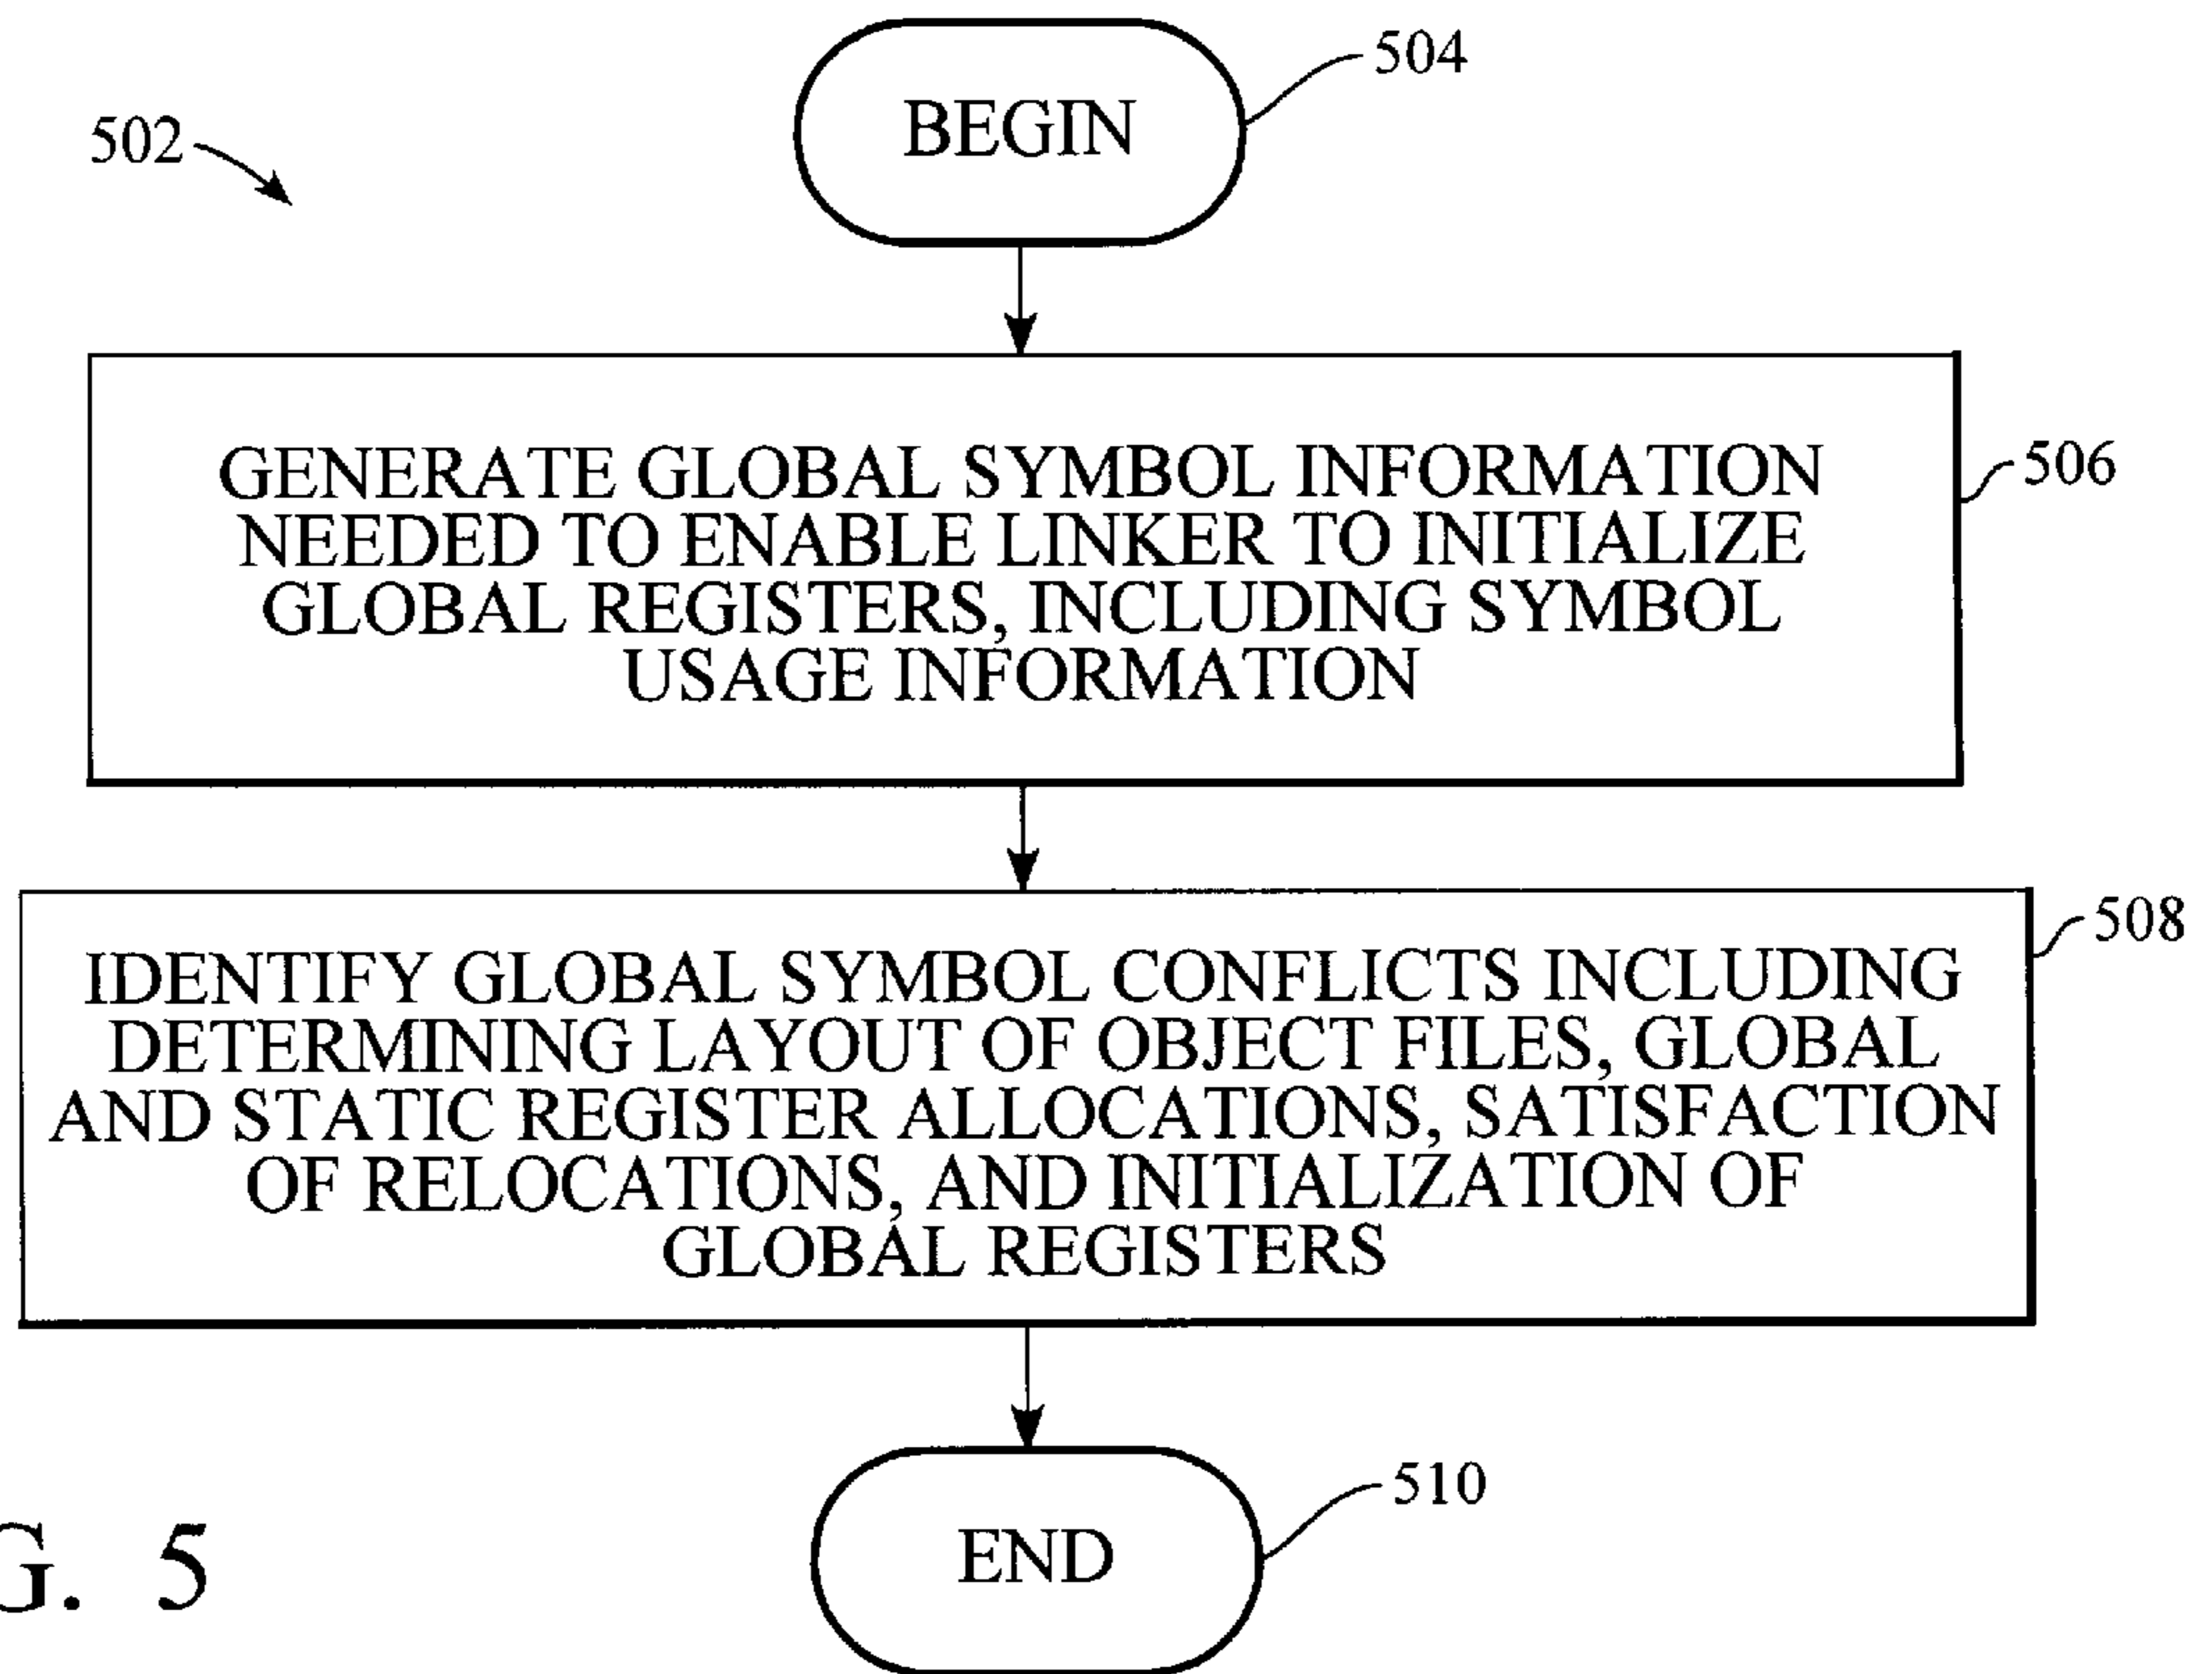 504
BEGIN
502
GENERATE GLOBAL SYMBOL INFORMATION
NEEDED TO ENABLE LINKER TO INITIALIZE
GLOBAL REGISTERS, INCLUDING SYMBOL
USAGE INFORMATION
506
508
IDENTIFY GLOBAL SYMBOL CONFLICTS INCLUDING
DETERMINING LAYOUT OF OBJECT FILES, GLOBAL
AND STATIC REGISTER ALLOCATIONS, SATISFACTION
OF RELOCATIONS, AND INITIALIZATION OF
GLOBAL REGISTERS
510
END
G. 5